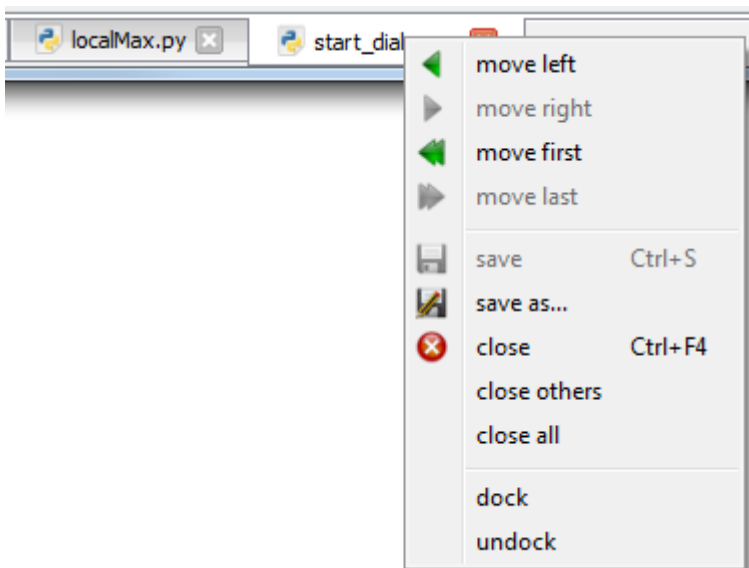 localMax.py
start_dial
move left
move right
move first
move last
save Ctrl+S
save as...
close Ctrl+F4
close others
close all
dock
undock